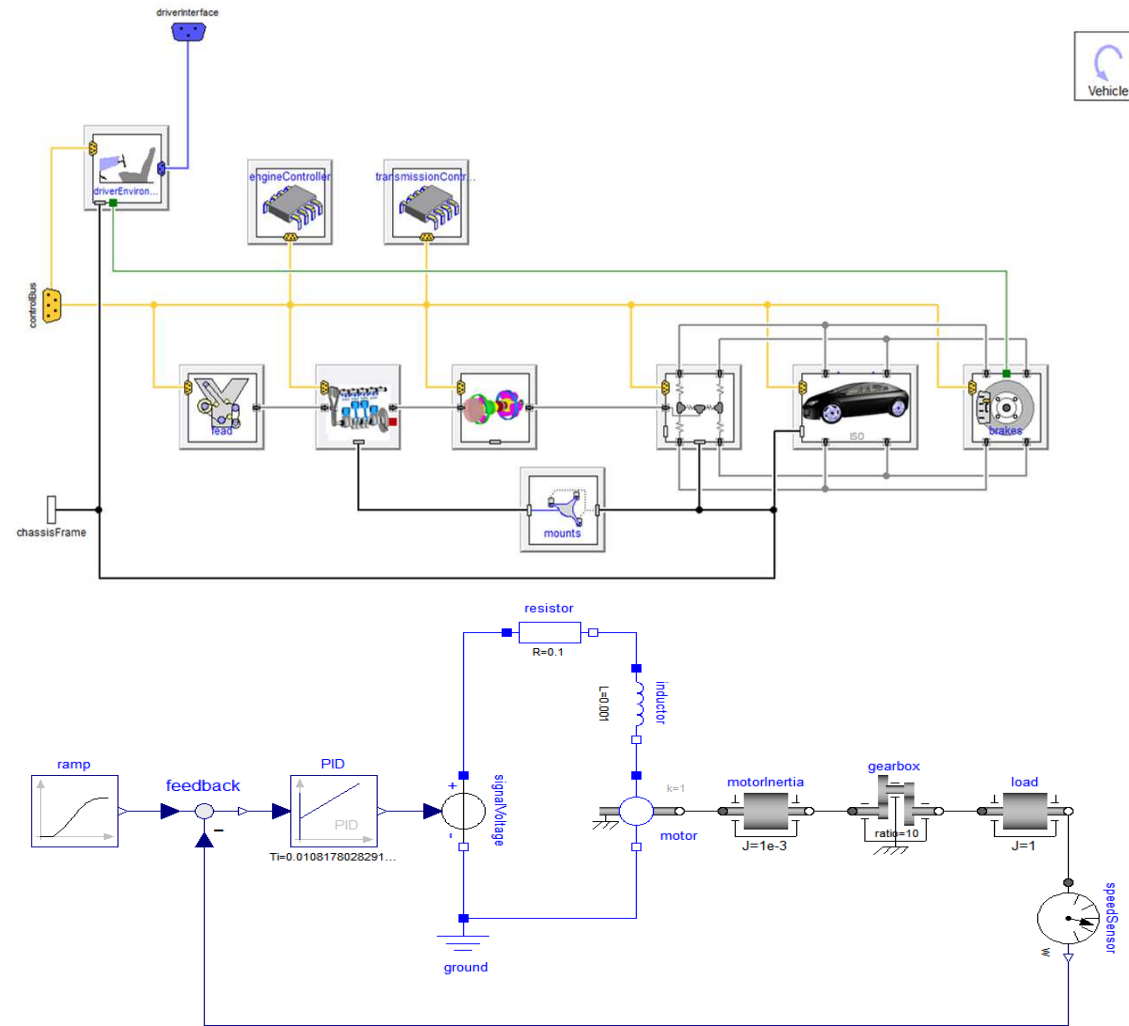 driverInterface
Vehicle
driverEnviron...
engineController
transmissionContr...
controlBus
fead
ISO
brakes
chassisFrame
mounts
resistor
R=0.1
L=0.001
inductor
ramp
feedback
PID
PID
Ti=0.0108178028291...
+
-
signalVoltage
k=1
motor
motorInertia
J=1e-3
gearbox
ratio=10
load
J=1
speedSensor
w
ground